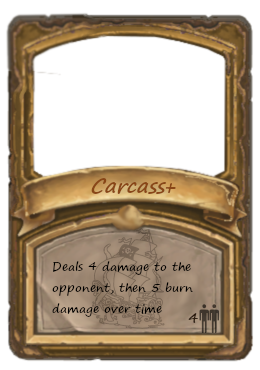 Carcass+
Deals 4 damage to the
opponent, then 5 burn
damage over time
4